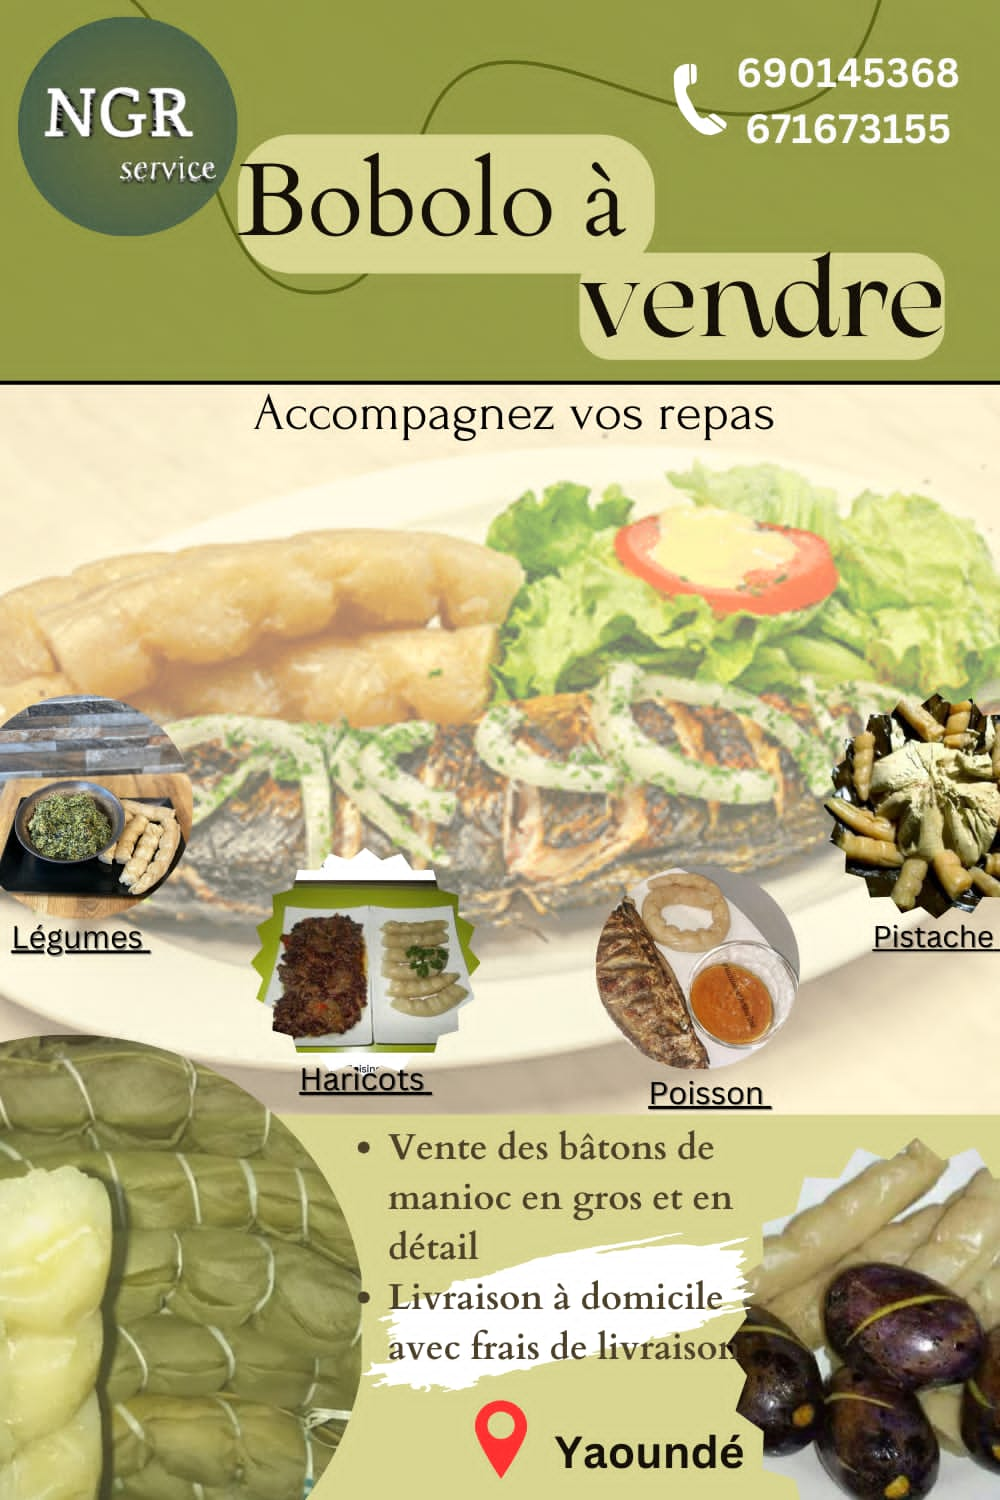 NGR
service
690145368
671673155
Bobolo à
vendre
Accompagnez vos repas
Légumes
Haricots
Poisson
Pistache
• Vente des bâtons de
manioc en gros et en
détail
• Livraison à domicile
avec frais de livraison
Yaoundé